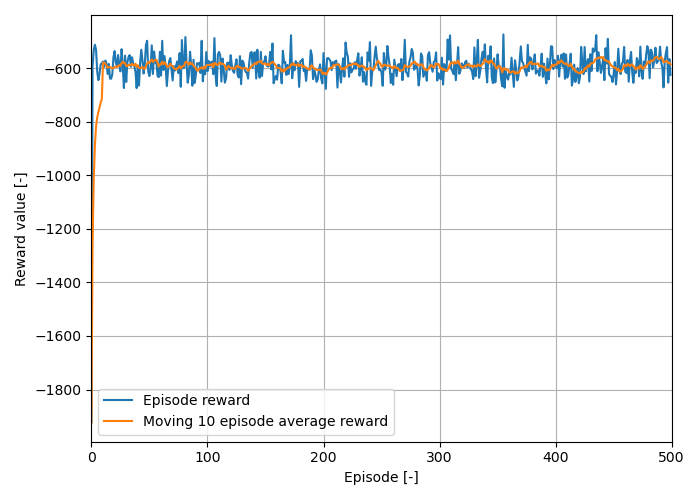 −600
−800
−1000
−1200
−1400
−1600
−1800
Reward value [-]
Episode reward
Moving 10 episode average reward
0 100 200 300 400 500
Episode [-]